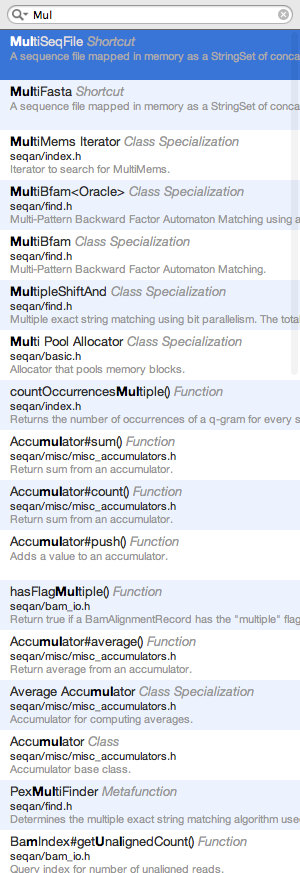 Mul
MultiSeqFile Shortcut
A sequence file mapped in memory as a StringSet of conca
MultiFasta Shortcut
A sequence file mapped in memory as a StringSet of conca
MultiMems Iterator Class Specialization
seqan/index.h
Iterator to search for MultiMems.
MultiBfam<Oracle> Class Specialization
seqan/find.h
Multi-Pattern Backward Factor Automaton Matching using a
MultiBfam Class Specialization
seqan/find.h
Multi-Pattern Backward Factor Automaton Matching.
MultipleShiftAnd Class Specialization
seqan/find.h
Multiple exact string matching using bit parallelism. The total
Multi Pool Allocator Class Specialization
seqan/basic.h
Allocator that pools memory blocks.
countOccurrencesMultiple() Function
seqan/index.h
Returns the number of occurrences of a q-gram for every s
Accumulator#sum() Function
seqan/misc/misc_accumulators.h
Return sum from an accumulator.
Accumulator#count() Function
seqan/misc/misc_accumulators.h
Return sum from an accumulator.
Accumulator#push() Function
Adds a value to an accumulator.
hasFlagMultiple() Function
seqan/bam_io.h
Return true if a BamAlignmentRecord has the "multiple" flag
Accumulator#average() Function
seqan/misc/misc_accumulators.h
Return average from an accumulator.
Average Accumulator Class Specialization
seqan/misc/misc_accumulators.h
Accumulator for computing averages.
Accumulator Class
seqan/misc/misc_accumulators.h
Accumulator base class.
PexMultiFinder Metafunction
seqan/find.h
Determines the multiple exact string matching algorithm use
BamIndex#getUnalignedCount() Function
seqan/bam_io.h
Query index for number of unaligned reads.